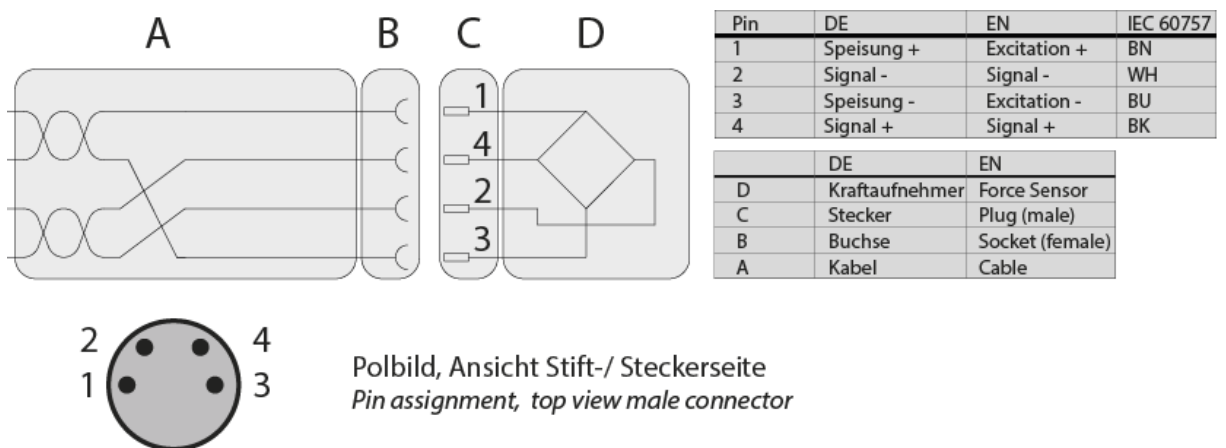 A B C D
1
4
2
3
Pin DE EN IEC 60757
1 Speisung + Excitation + BN
2 Signal - Signal - WH
3 Speisung - Excitation - BU
4 Signal + Signal + BK
DE EN
D Kraftaufnehmer Force Sensor
C Stecker Plug (male)
B Buchse Socket (female)
A Kabel Cable
2 4
1 3
Polbild, Ansicht Stift-/ Steckerseite
Pin assignment, top view male connector